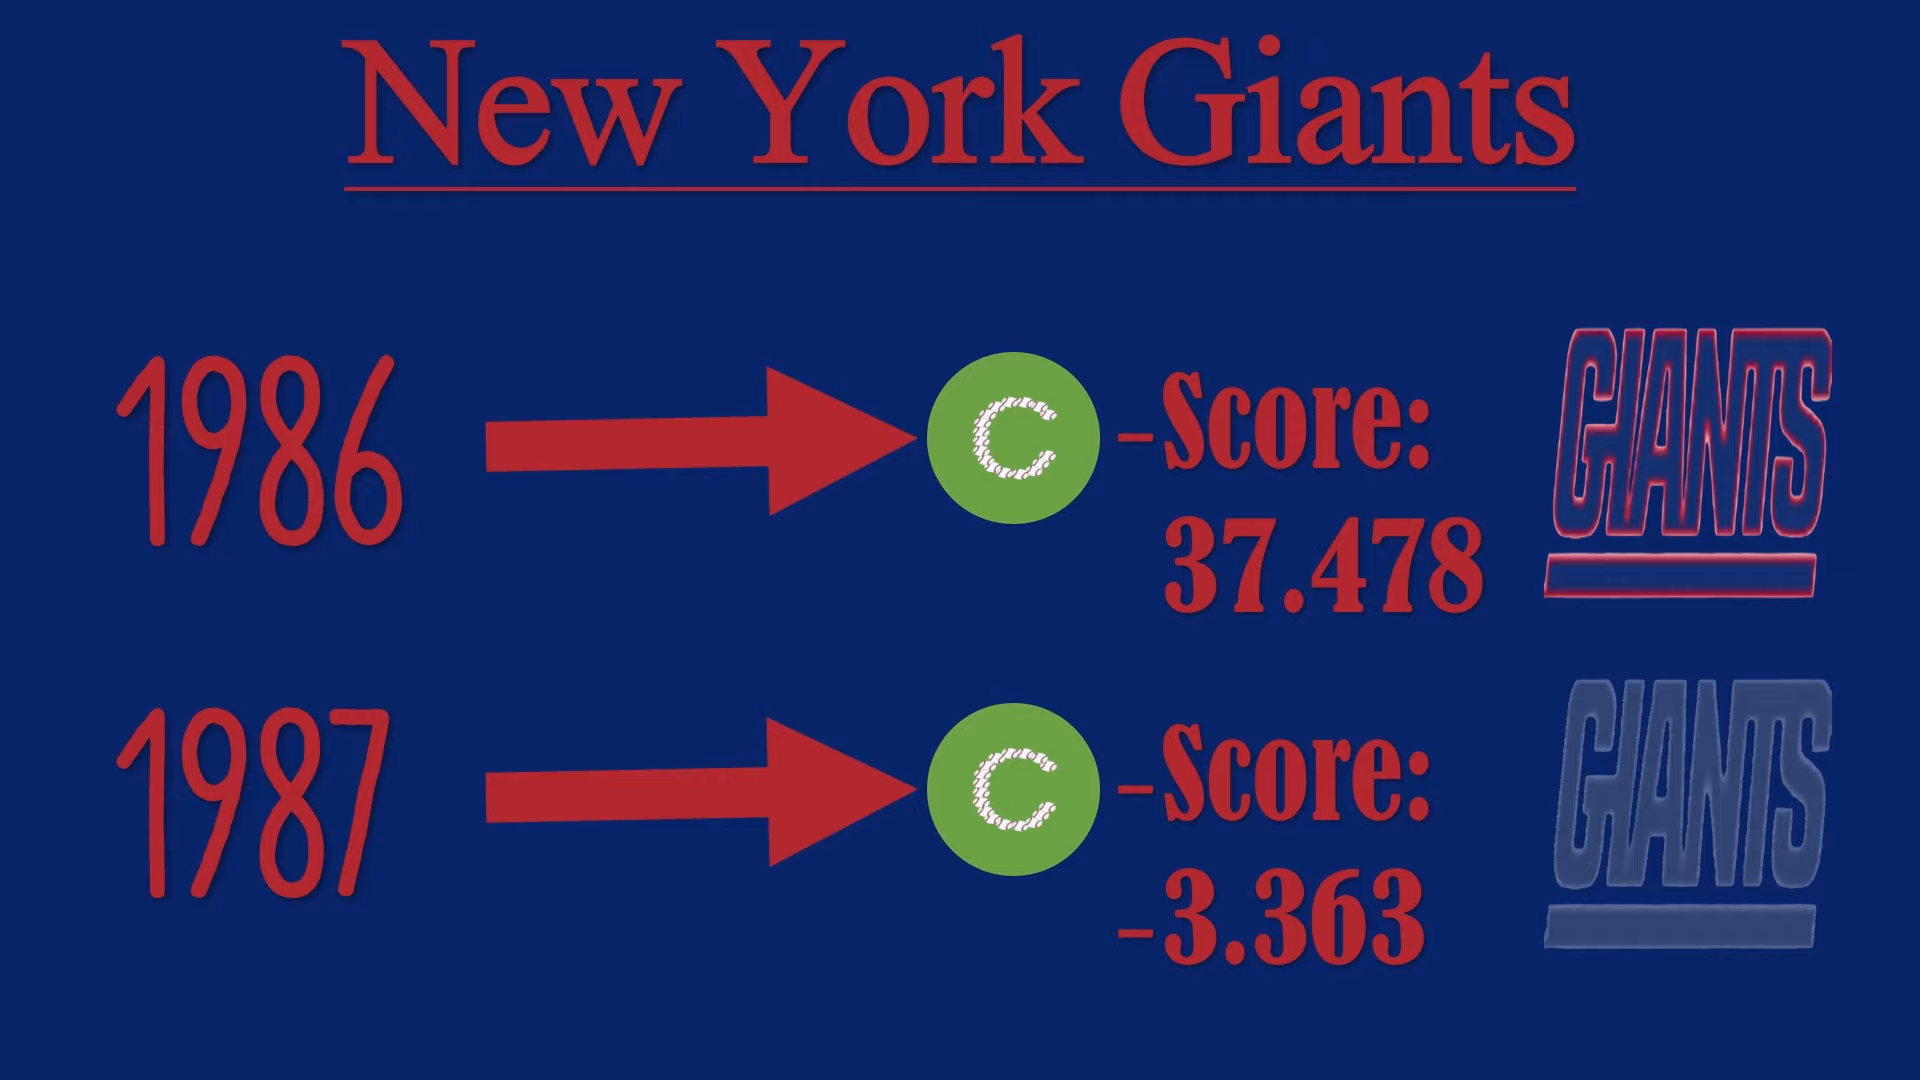 New York Giants
1986
C
-Score:
37.478
GIANTS
1987
C
-Score:
-3.363
GIANTS